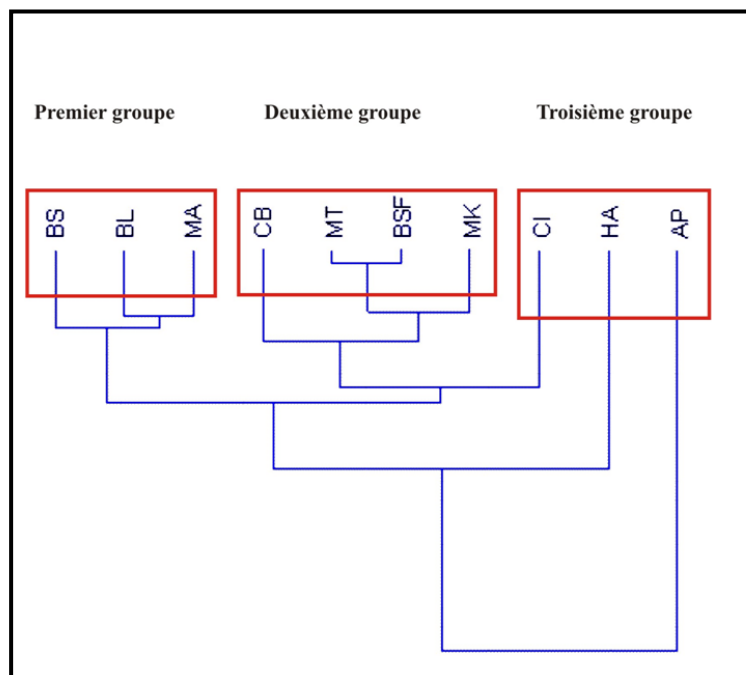 Premier groupe
Deuxième groupe
Troisième groupe
BS
BL
MA
CB
MT
BSF
MK
CI
HA
AP